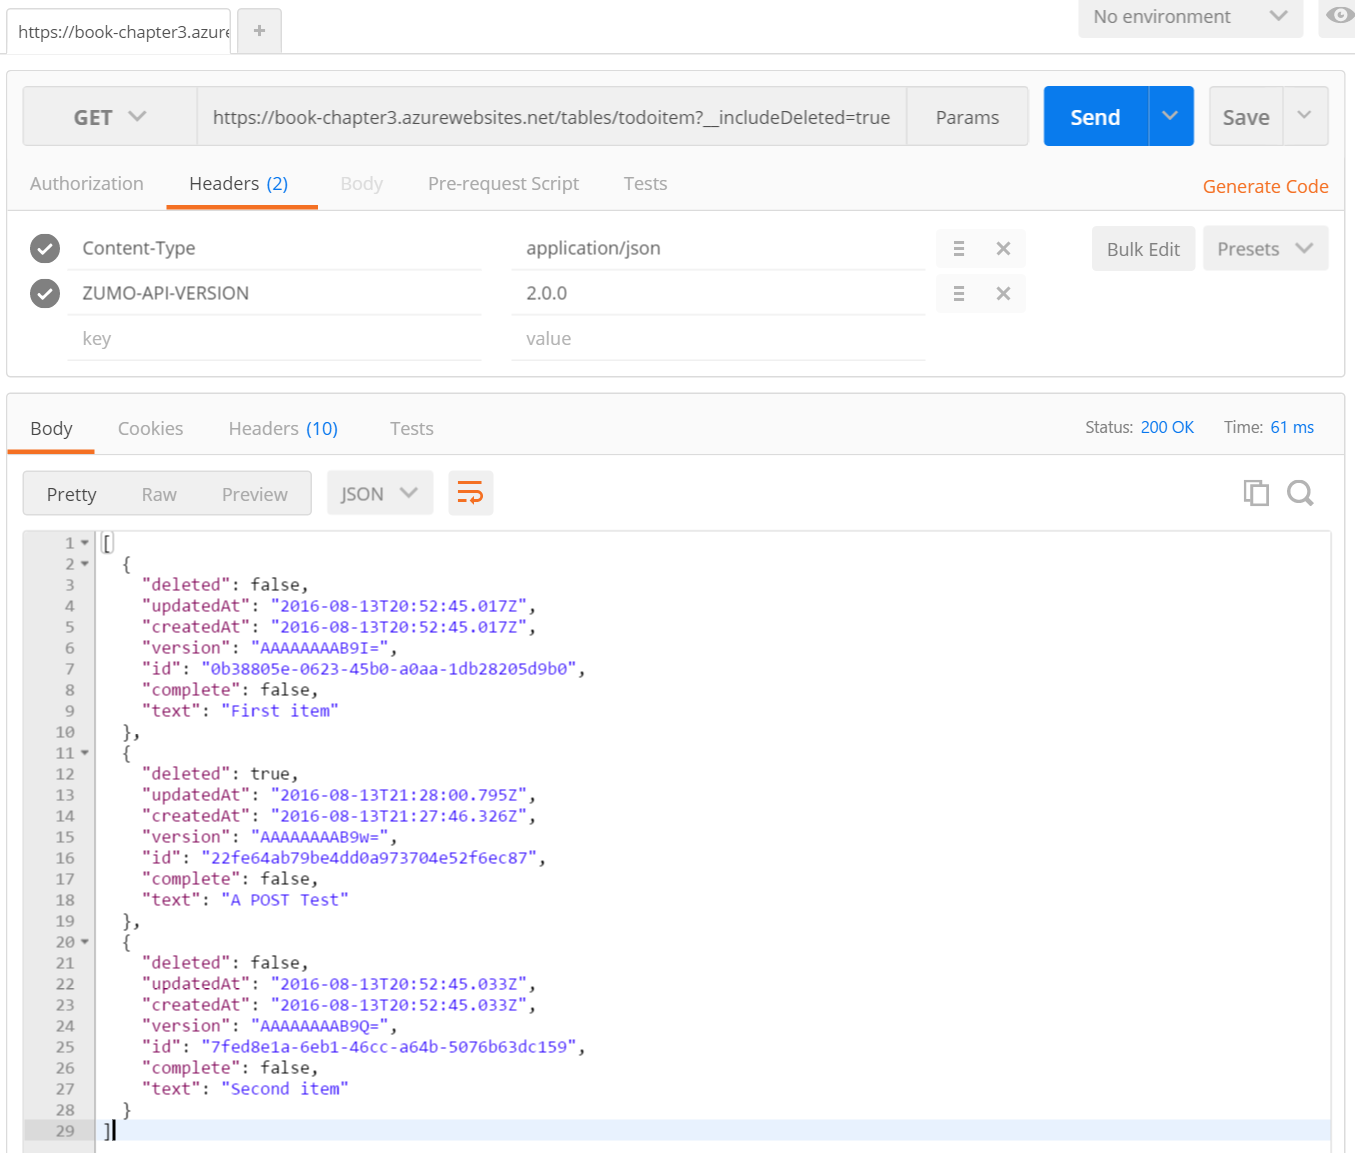 https://book-chapter3.azure
+
No environment
GET
https://book-chapter3.azurewebsites.net/tables/todoitem?__includeDeleted=true
Params
Send
Save
Authorization
Headers (2)
Body
Pre-request Script
Tests
Generate Code
Content-Type
application/json
Bulk Edit
Presets
ZUMO-API-VERSION
2.0.0
key
value
Body
Cookies
Headers (10)
Tests
Status: 200 OK
Time: 61 ms
Pretty
Raw
Preview
JSON
1 [
2 {
3 "deleted": false,
4 "updatedAt": "2016-08-13T20:52:45.017Z",
5 "createdAt": "2016-08-13T20:52:45.017Z",
6 "version": "AAAAAAAAB9I=",
7 "id": "0b38805e-0623-45b0-a0aa-1db28205d9b0",
8 "complete": false,
9 "text": "First item"
10 },
11 {
12 "deleted": true,
13 "updatedAt": "2016-08-13T21:28:00.795Z",
14 "createdAt": "2016-08-13T21:27:46.326Z",
15 "version": "AAAAAAAAB9w=",
16 "id": "22fe64ab79be4dd0a973704e52f6ec87",
17 "complete": false,
18 "text": "A POST Test"
19 },
20 {
21 "deleted": false,
22 "updatedAt": "2016-08-13T20:52:45.033Z",
23 "createdAt": "2016-08-13T20:52:45.033Z",
24 "version": "AAAAAAAAB9Q=",
25 "id": "7fed8e1a-6eb1-46cc-a64b-5076b63dc159",
26 "complete": false,
27 "text": "Second item"
28 }
29 ]